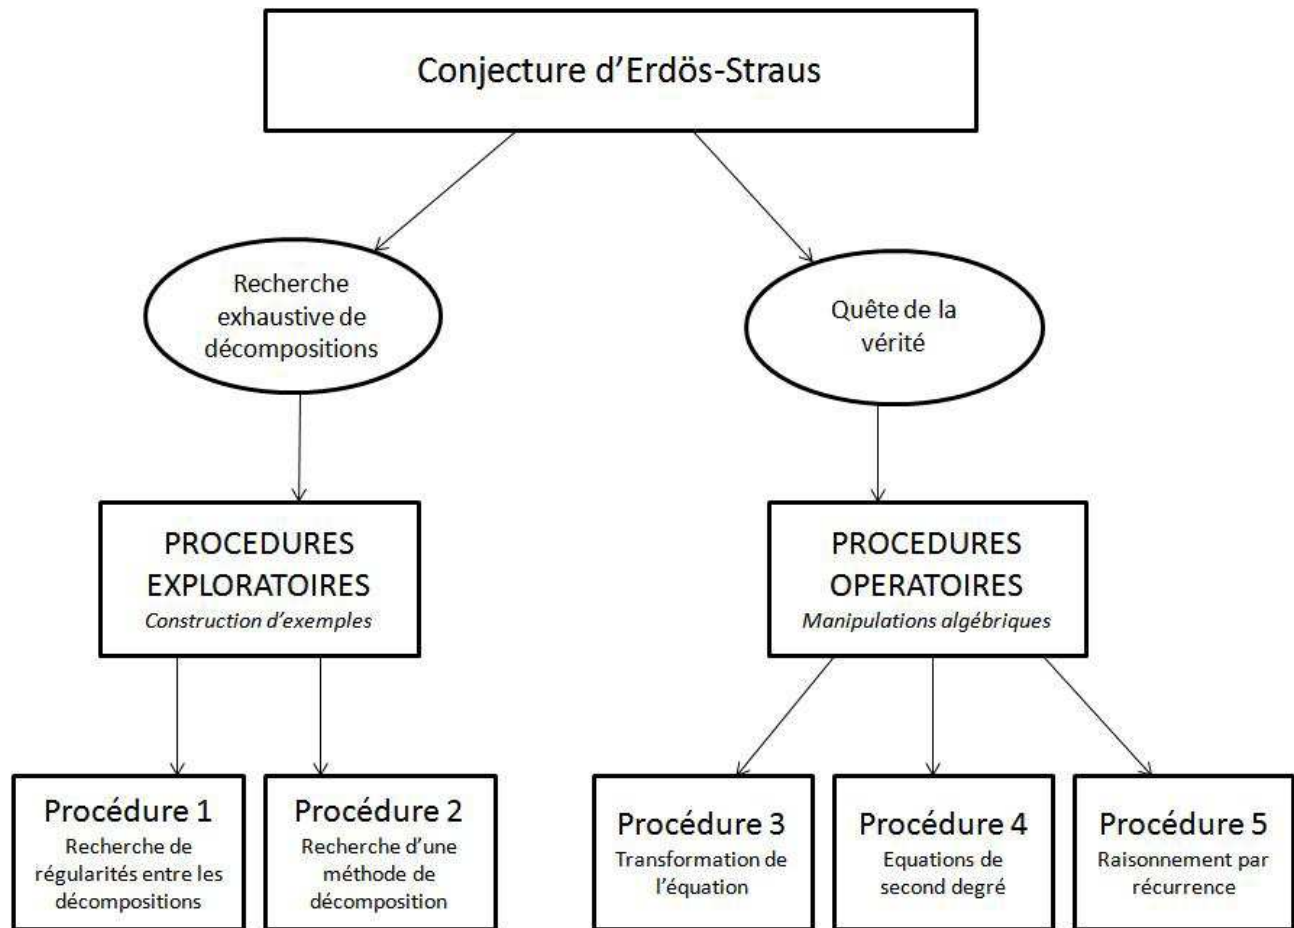 Conjecture d'Erdös-Straus
Recherche
exhaustive de
décompositions
Quête de la
vérité
PROCEDURES
EXPLORATOIRES
Construction d'exemples
PROCEDURES
OPERATOIRES
Manipulations algébriques
Procédure 1
Recherche de
régularités entre les
décompositions
Procédure 2
Recherche d'une
méthode de
décomposition
Procédure 3
Transformation de
l'équation
Procédure 4
Equations de
second degré
Procédure 5
Raisonnement par
récurrence